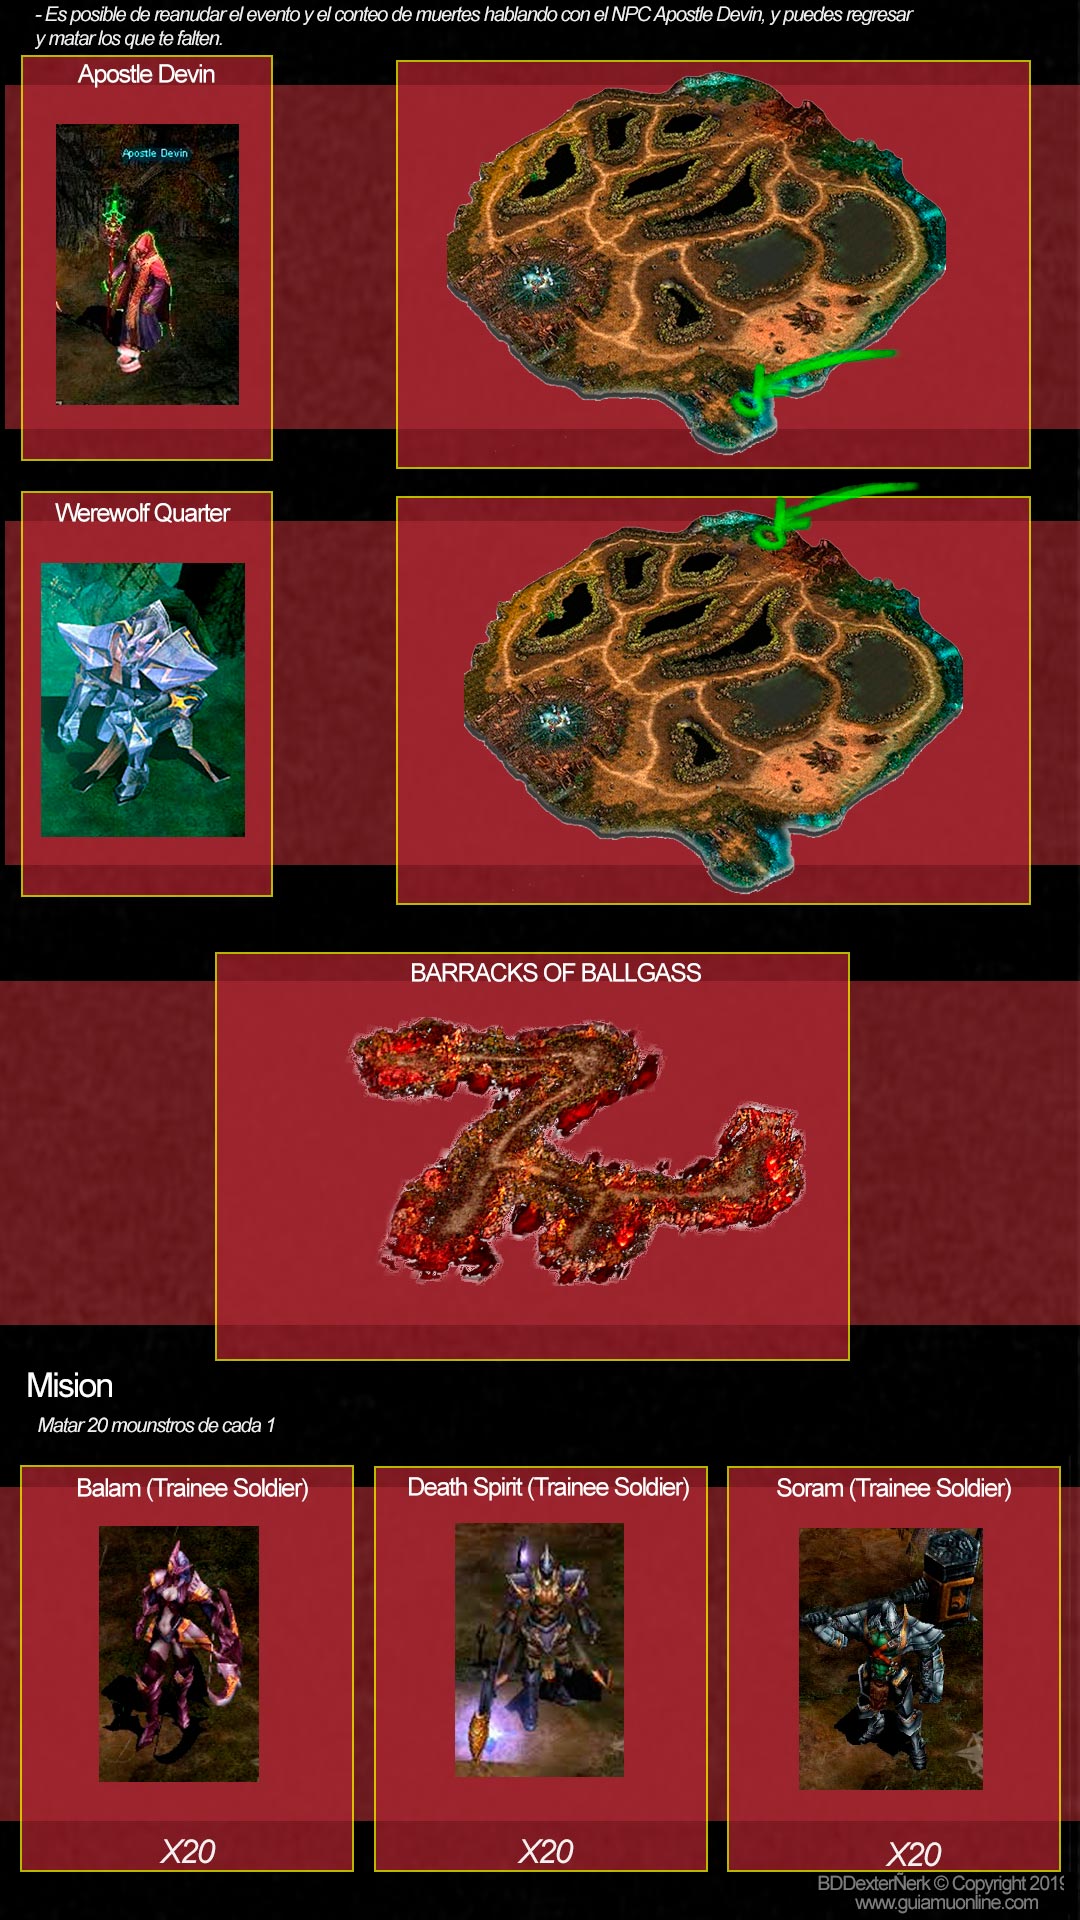 - Es posible de reanudar el evento y el conteo de muertes hablando con el NPC Apostle Devin, y puedes regresar
y matar los que te falten.
Apostle Devin
Apostle Devin
Werewolf Quarter
BARRACKS OF BALLGASS
Mision
Matar 20 mounstros de cada 1
Balam (Trainee Soldier)
Death Spirit (Trainee Soldier)
Soram (Trainee Soldier)
X20
X20
X20
BDDexterÑerk © Copyright 2019
www.guiamuonline.com